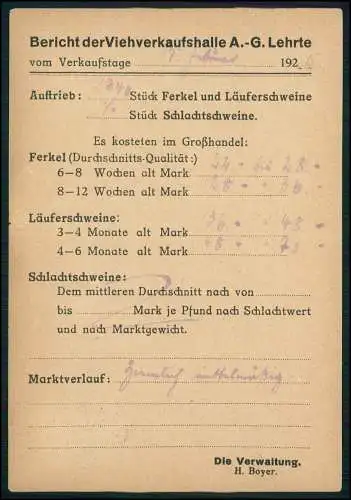 Bericht der Viehverkaufshalle A.-G. Lehrte
vom Verkaufstage 192
Auftrieb: Stück Ferkel und Läuferschweine
Stück Schlachtschweine.
Es kosteten im Großhandel:
Ferkel (Durchschnitts-Qualität:)
6—8 Wochen alt Mark
8—12 Wochen alt Mark
Läuferschweine:
3—4 Monate alt Mark
4—6 Monate alt Mark
Schlachtschweine:
Dem mittleren Durchschnitt nach von
bis Mark je Pfund nach Schlachtwert
und nach Marktgewicht.
Marktverlauf: mittelmäßig
Die Verwaltung.
H. Boyer.